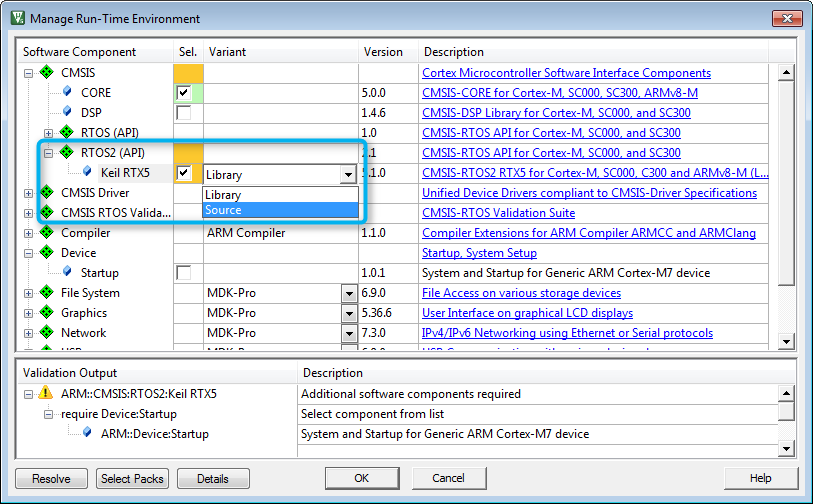 Manage Run-Time Environment
Software Component Sel. Variant Version Description
CMSIS Cortex Microcontroller Software Interface Components
CORE 5.0.0 CMSIS-CORE for Cortex-M, SC000, SC300, ARMv8-M
DSP 1.4.6 CMSIS-DSP Library for Cortex-M, SC000, and SC300
RTOS (API) 1.0 CMSIS-RTOS API for Cortex-M, SC000, and SC300
RTOS2 (API) .1 CMSIS-RTOS API for Cortex-M, SC000, and SC300
Keil RTX5 Library .1.0 CMSIS-RTOS2 RTX5 for Cortex-M, SC000, C300 and ARMv8-M (L...
CMSIS Driver Library Unified Device Drivers compliant to CMSIS-Driver Specifications
CMSIS RTOS Valida... Source CMSIS-RTOS Validation Suite
Compiler ARM Compiler 1.1.0 Compiler Extensions for ARM Compiler ARMCC and ARMClang
Device Startup, System Setup
Startup 1.0.1 System and Startup for Generic ARM Cortex-M7 device
File System MDK-Pro 6.9.0 File Access on various storage devices
Graphics MDK-Pro 5.36.6 User Interface on graphical LCD displays
Network MDK-Pro 7.3.0 IPv4/IPv6 Networking using Ethernet or Serial protocols
Validation Output Description
ARM::CMSIS:RTOS2:Keil RTX5 Additional software components required
require Device:Startup Select component from list
ARM::Device:Startup System and Startup for Generic ARM Cortex-M7 device
Resolve Select Packs Details OK Cancel Help